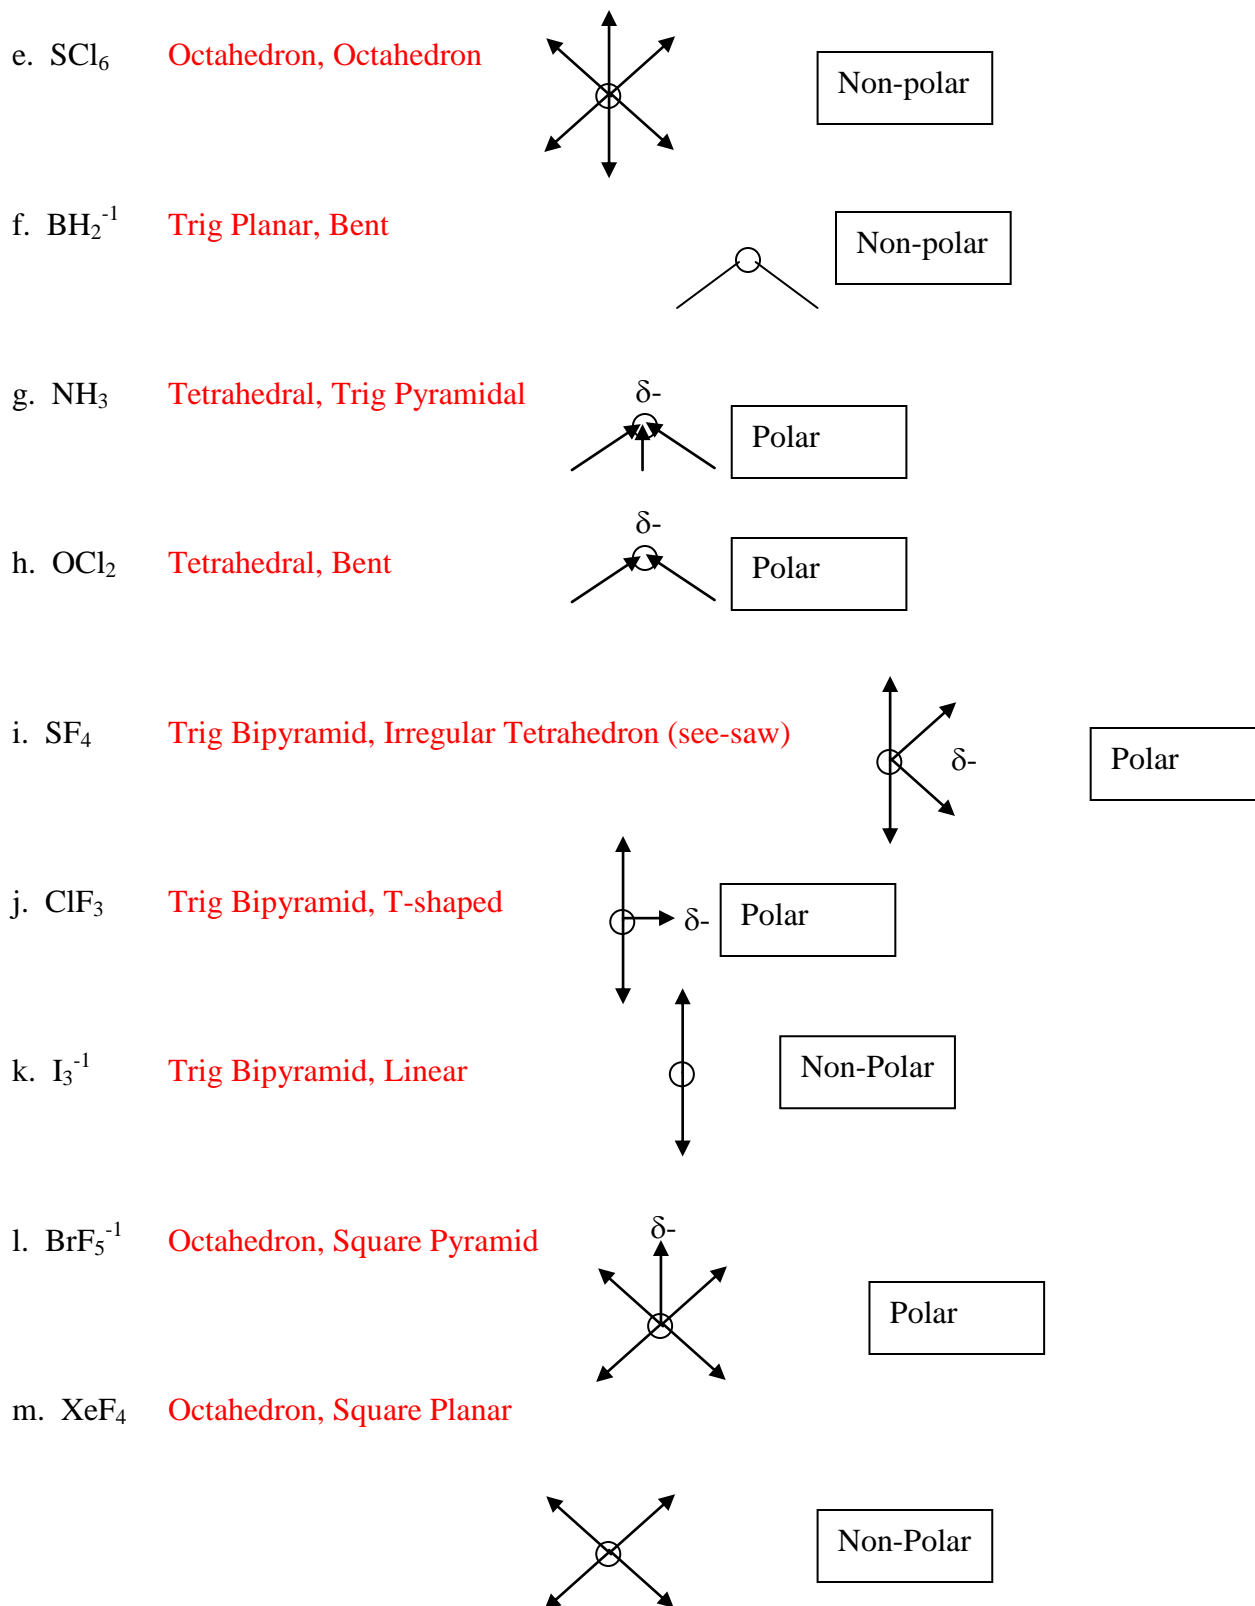 e. SCl₆ Octahedron, Octahedron Non-polar
f. BH₂⁻¹ Trig Planar, Bent Non-polar
δ-
g. NH₃ Tetrahedral, Trig Pyramidal Polar
δ-
h. OCl₂ Tetrahedral, Bent Polar
i. SF₄ Trig Bipyramid, Irregular Tetrahedron (see-saw) δ- Polar
j. ClF₃ Trig Bipyramid, T-shaped δ- Polar
k. I₃⁻¹ Trig Bipyramid, Linear Non-Polar
δ-
l. BrF₅⁻¹ Octahedron, Square Pyramid Polar
m. XeF₄ Octahedron, Square Planar
Non-Polar